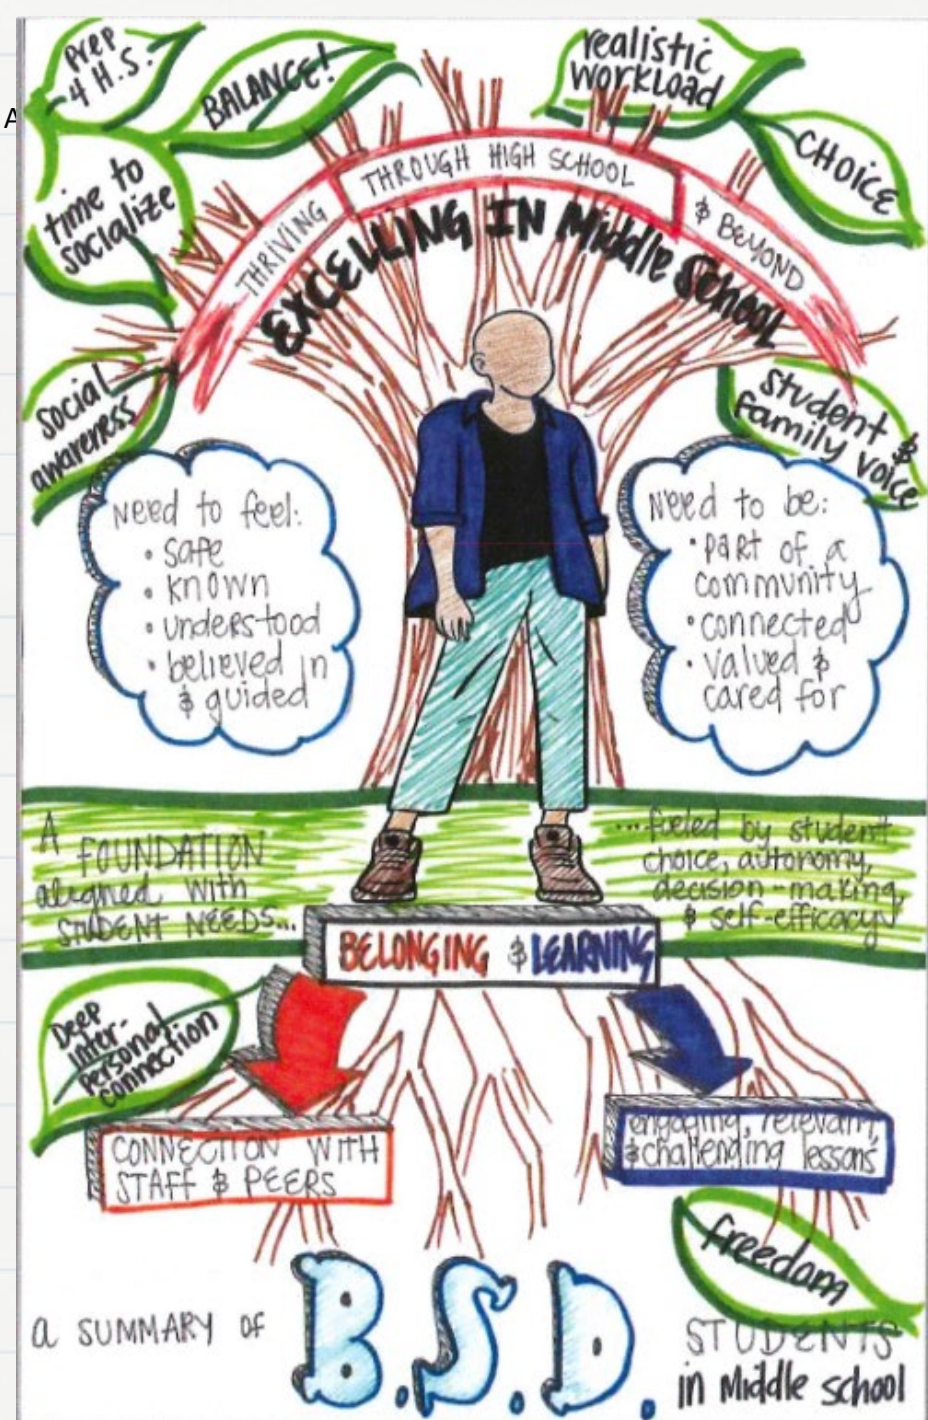 A
Prep
4 H.S.
BALANCE!
realistic
WORKLOAD
CHOICE
time to
socialize
THRIVING
THROUGH HIGH SCHOOL
& BEYOND
EXCELLING IN Middle School
social
awareness
student &
family voice
Need to feel:
• safe
• known
• understood
• believed in
& guided
Need to be:
• part of a
community
• connected
• valued &
cared for
A
FOUNDATION
aligned with
STUDENT NEEDS...
...fueled by student
choice, autonomy,
decision-making,
& self-efficacy
BELONGING & LEARNING
Deep
inter-
personal
connection
CONNECTION WITH
STAFF & PEERS
engaging, relevant,
& challenging lessons
freedom
a SUMMARY OF
B.S.D.
STUDENTS
in Middle school